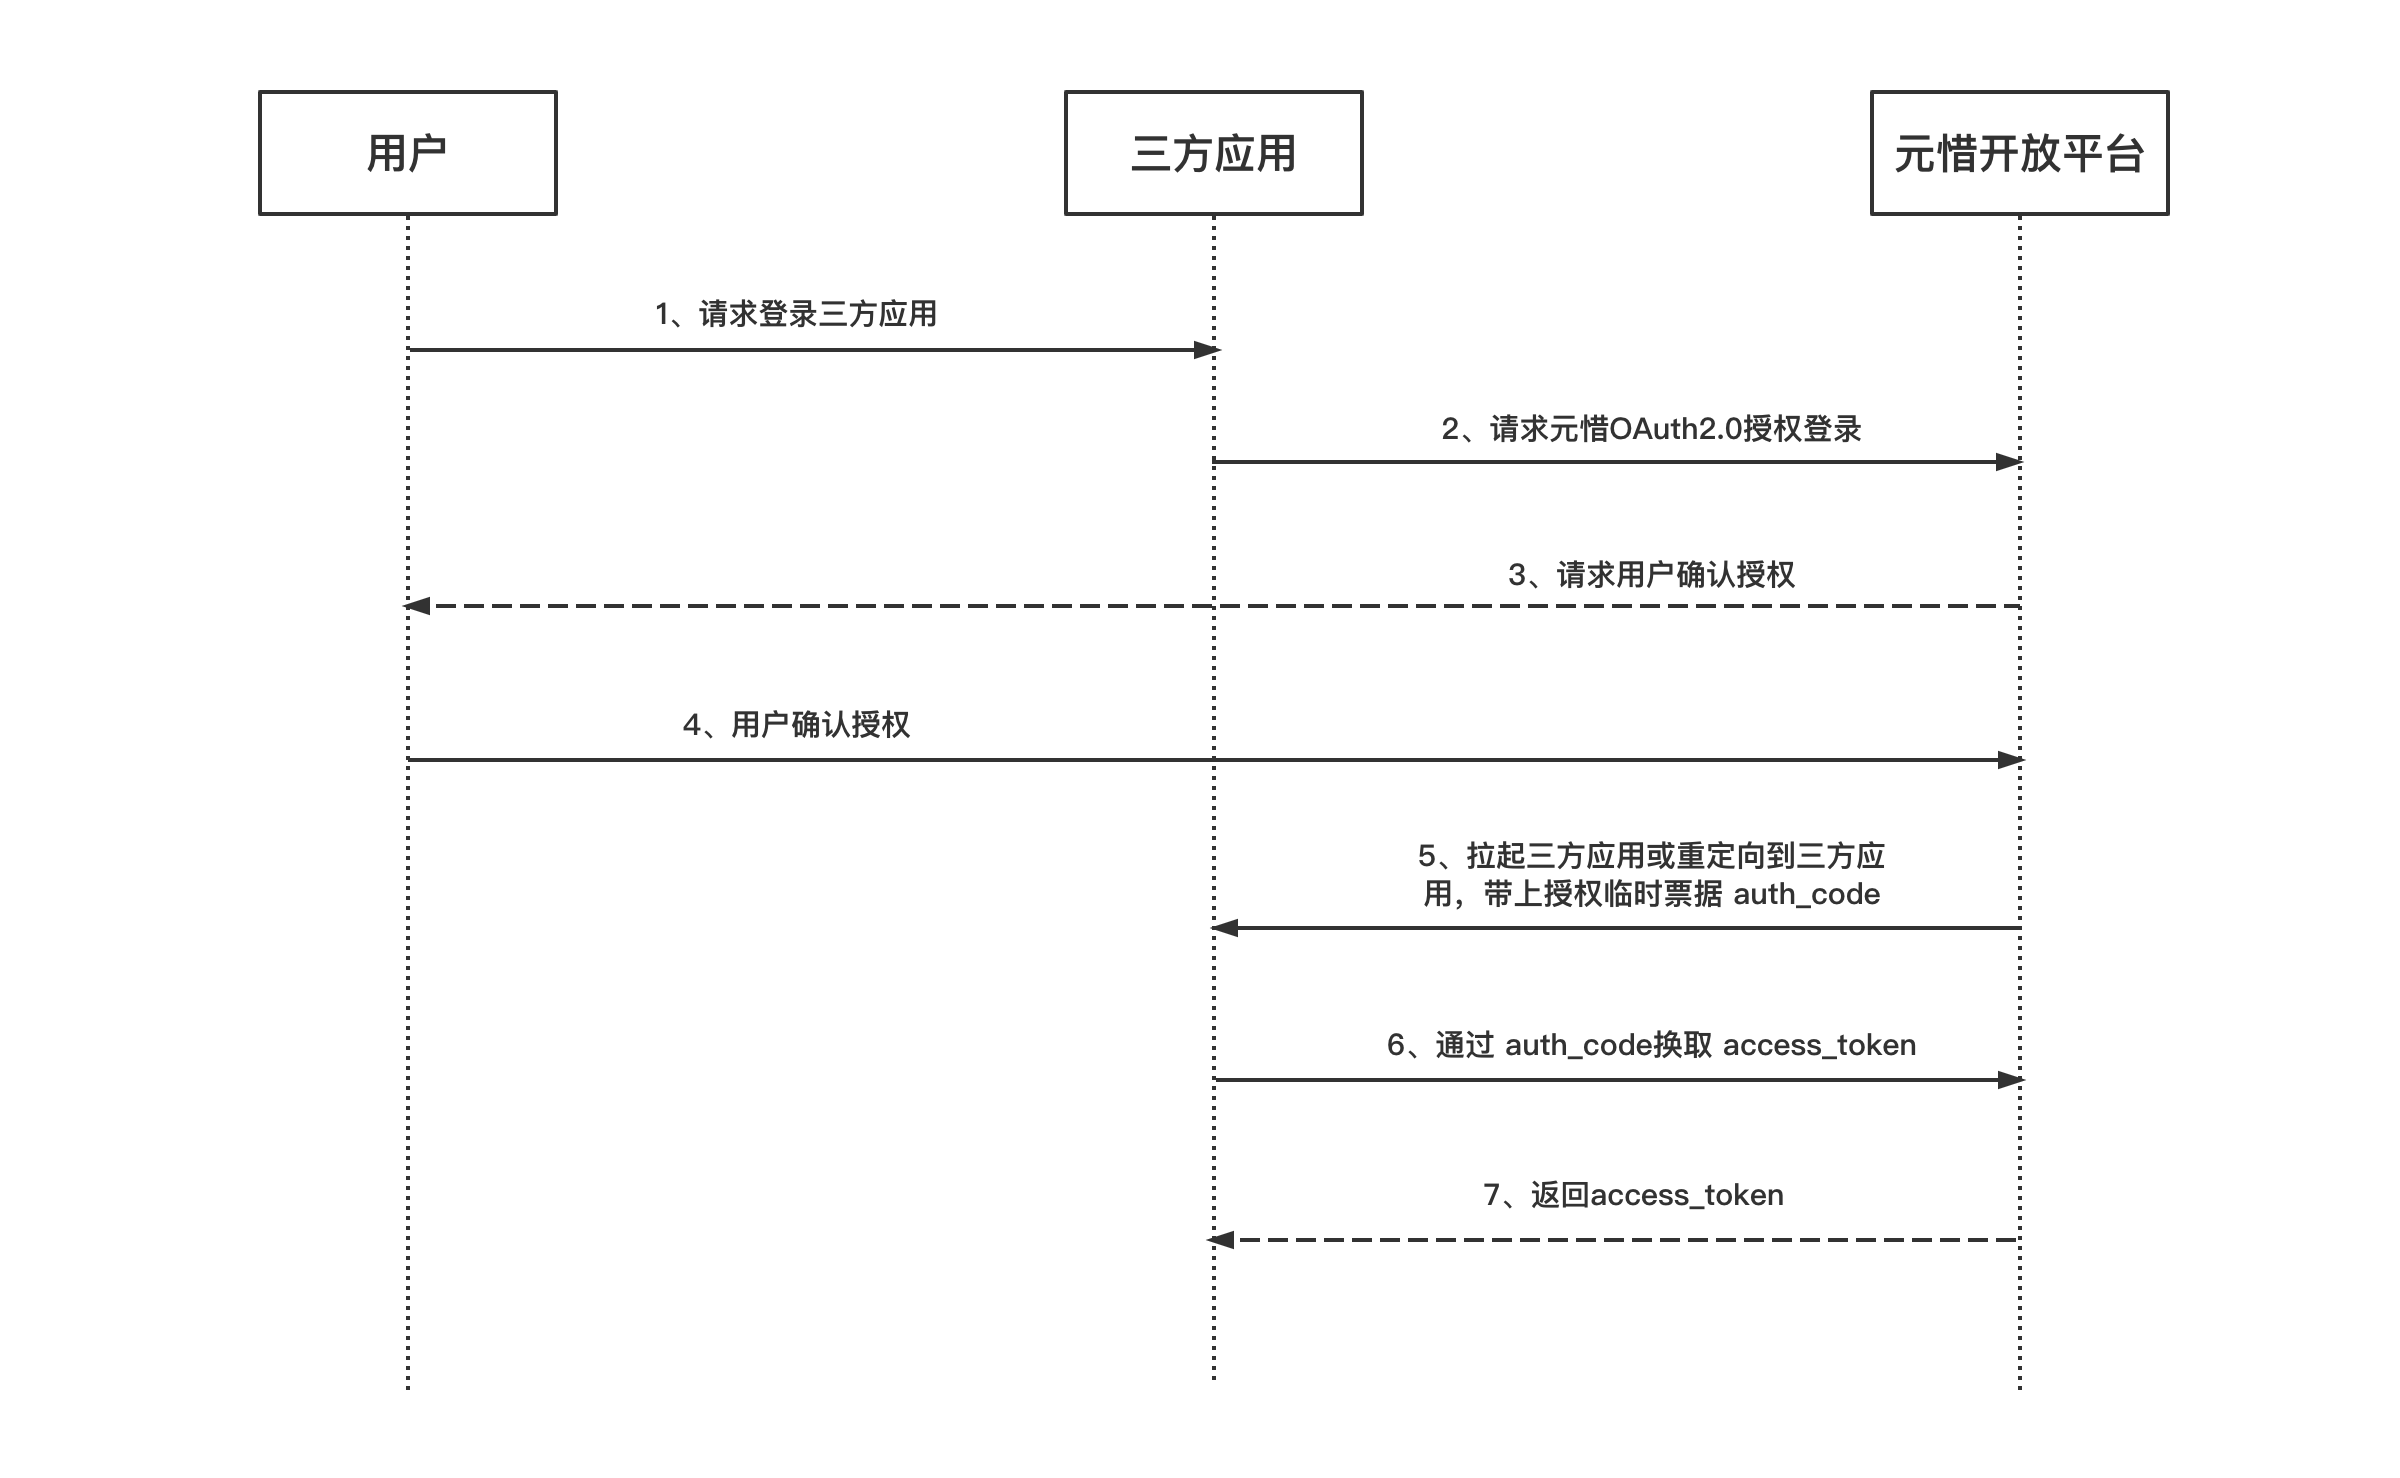 用户
三方应用
元惜开放平台
1、请求登录三方应用
2、请求元惜OAuth2.0授权登录
3、请求用户确认授权
4、用户确认授权
5、拉起三方应用或重定向到三方应
用，带上授权临时票据 auth_code
6、通过 auth_code换取 access_token
7、返回access_token